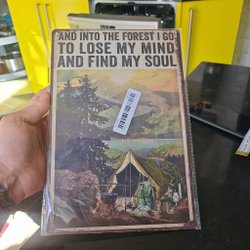 AND INTO THE FOREST I GO
TO LOSE MY MIND
AND FIND MY SOUL